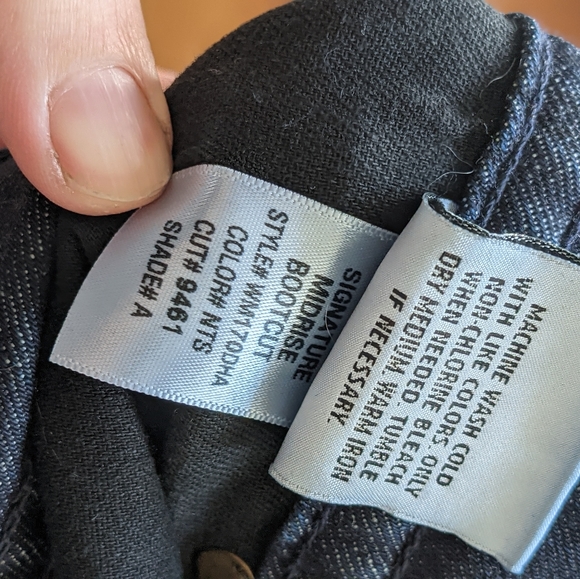 SIGNATURE
MIDRISE
BOOTCUT
STYLE# WW170DHA
COLOR# NTS
CUT# 9461
SHADE# A
MACHINE WASH COLD
WITH LIKE COLORS. ONLY
NON-CHLORINE BLEACH
WHEN NEEDED. TUMBLE
DRY MEDIUM. WARM IRON
IF NECESSARY.